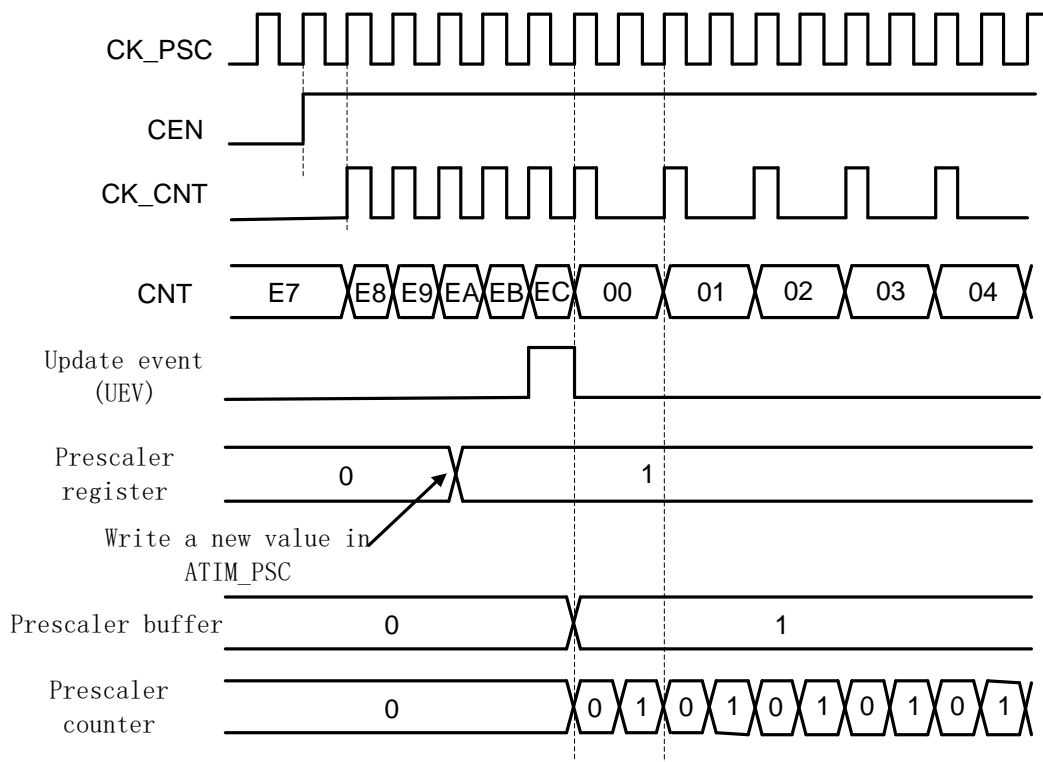 CK_PSC
CEN
CK_CNT
CNT E7 E8 E9 EA EB EC 00 01 02 03 04
Update event
(UEV)
Prescaler
register 0 1
Write a new value in
ATIM_PSC
Prescaler buffer 0 1
Prescaler
counter 0 0 1 0 1 0 1 0 1 0 1